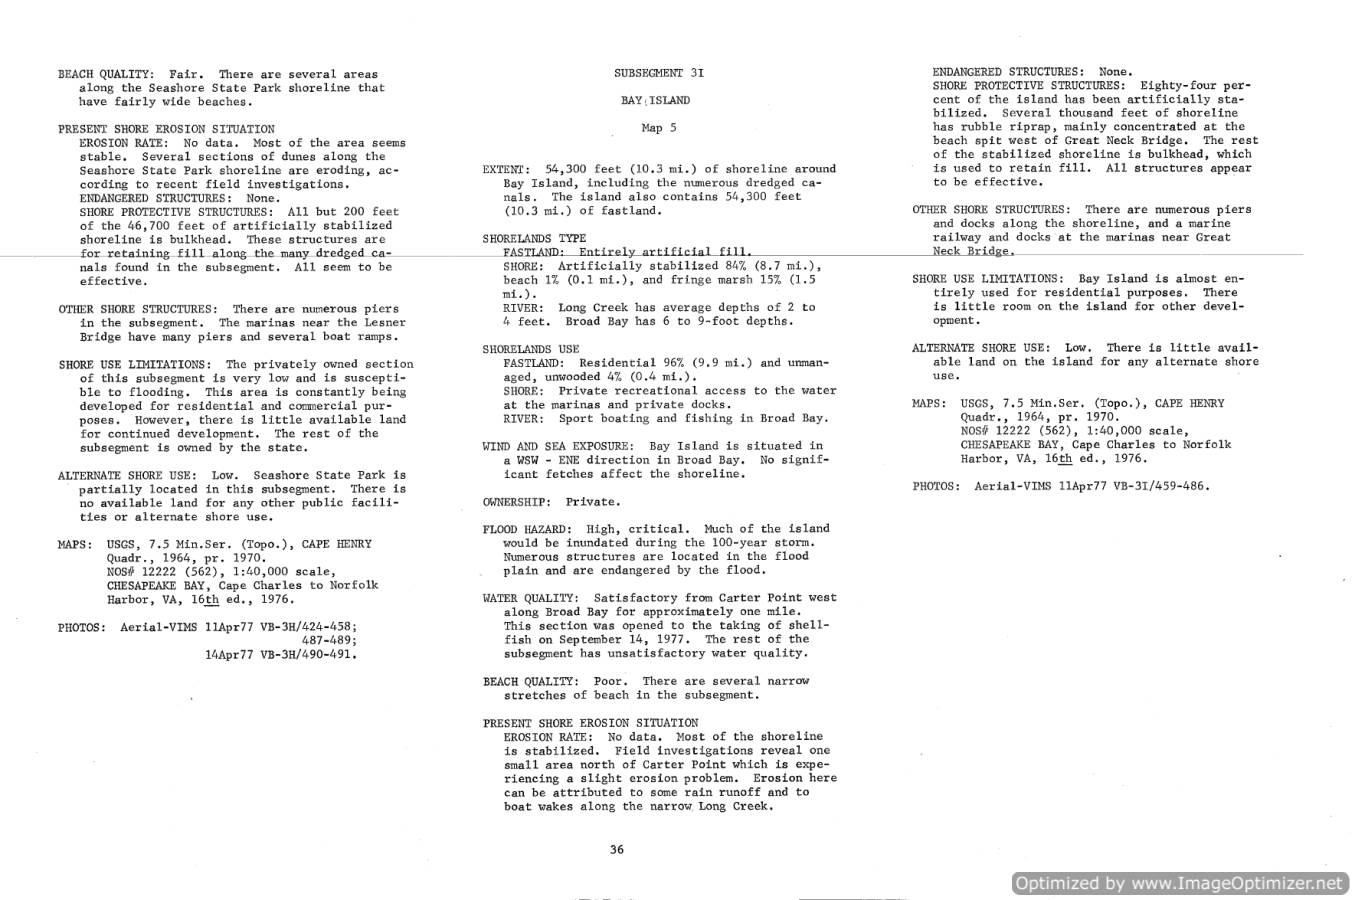 BEACH QUALITY: Fair. There are several areas
along the Seashore State Park shoreline that
have fairly wide beaches.
PRESENT SHORE EROSION SITUATION
EROSION RATE: No data. Most of the area seems
stable. Several sections of dunes along the
Seashore State Park shoreline are eroding, ac-
cording to recent field investigations.
ENDANGERED STRUCTURES: None.
SHORE PROTECTIVE STRUCTURES: All but 200 feet
of the 46,700 feet of artificially stabilized
shoreline is bulkhead. These structures are
for retaining fill along the many dredged ca-
nals found in the subsegment. All seem to be
effective.
OTHER SHORE STRUCTURES: There are numerous piers
in the subsegment. The marinas near the Lesner
Bridge have many piers and several boat ramps.
SHORE USE LIMITATIONS: The privately owned section
of this subsegment is very low and is suscepti-
ble to flooding. This area is constantly being
developed for residential and commercial pur-
poses. However, there is little available land
for continued development. The rest of the
subsegment is owned by the state.
ALTERNATE SHORE USE: Low. Seashore State Park is
partially located in this subsegment. There is
no available land for any other public facili-
ties or alternate shore use.
MAPS: USGS, 7.5 Min.Ser. (Topo.), CAPE HENRY
Quadr., 1964, pr. 1970.
NOS# 12222 (562), 1:40,000 scale,
CHESAPEAKE BAY, Cape Charles to Norfolk
Harbor, VA, 16th ed., 1976.
PHOTOS: Aerial-VIMS 11Apr77 VB-3H/424-458;
487-489;
14Apr77 VB-3H/490-491.
SUBSEGMENT 3I
BAY ISLAND
Map 5
EXTENT: 54,300 feet (10.3 mi.) of shoreline around
Bay Island, including the numerous dredged ca-
nals. The island also contains 54,300 feet
(10.3 mi.) of fastland.
SHORELANDS TYPE
FASTLAND: Entirely artificial fill.
SHORE: Artificially stabilized 84% (8.7 mi.),
beach 1% (0.1 mi.), and fringe marsh 15% (1.5
mi.).
RIVER: Long Creek has average depths of 2 to
4 feet. Broad Bay has 6 to 9-foot depths.
SHORELANDS USE
FASTLAND: Residential 96% (9.9 mi.) and unman-
aged, unwooded 4% (0.4 mi.).
SHORE: Private recreational access to the water
at the marinas and private docks.
RIVER: Sport boating and fishing in Broad Bay.
WIND AND SEA EXPOSURE: Bay Island is situated in
a WSW - ENE direction in Broad Bay. No signif-
icant fetches affect the shoreline.
OWNERSHIP: Private.
FLOOD HAZARD: High, critical. Much of the island
would be inundated during the 100-year storm.
Numerous structures are located in the flood
plain and are endangered by the flood.
WATER QUALITY: Satisfactory from Carter Point west
along Broad Bay for approximately one mile.
This section was opened to the taking of shell-
fish on September 14, 1977. The rest of the
subsegment has unsatisfactory water quality.
BEACH QUALITY: Poor. There are several narrow
stretches of beach in the subsegment.
PRESENT SHORE EROSION SITUATION
EROSION RATE: No data. Most of the shoreline
is stabilized. Field investigations reveal one
small area north of Carter Point which is expe-
riencing a slight erosion problem. Erosion here
can be attributed to some rain runoff and to
boat wakes along the narrow Long Creek.
ENDANGERED STRUCTURES: None.
SHORE PROTECTIVE STRUCTURES: Eighty-four per-
cent of the island has been artificially sta-
bilized. Several thousand feet of shoreline
has rubble riprap, mainly concentrated at the
beach spit west of Great Neck Bridge. The rest
of the stabilized shoreline is bulkhead, which
is used to retain fill. All structures appear
to be effective.
OTHER SHORE STRUCTURES: There are numerous piers
and docks along the shoreline, and a marine
railway and docks at the marinas near Great
Neck Bridge.
SHORE USE LIMITATIONS: Bay Island is almost en-
tirely used for residential purposes. There
is little room on the island for other devel-
opment.
ALTERNATE SHORE USE: Low. There is little avail-
able land on the island for any alternate shore
use.
MAPS: USGS, 7.5 Min.Ser. (Topo.), CAPE HENRY
Quadr., 1964, pr. 1970.
NOS# 12222 (562), 1:40,000 scale,
CHESAPEAKE BAY, Cape Charles to Norfolk
Harbor, VA, 16th ed., 1976.
PHOTOS: Aerial-VIMS 11Apr77 VB-3I/459-486.
36
Optimized by www.ImageOptimizer.net